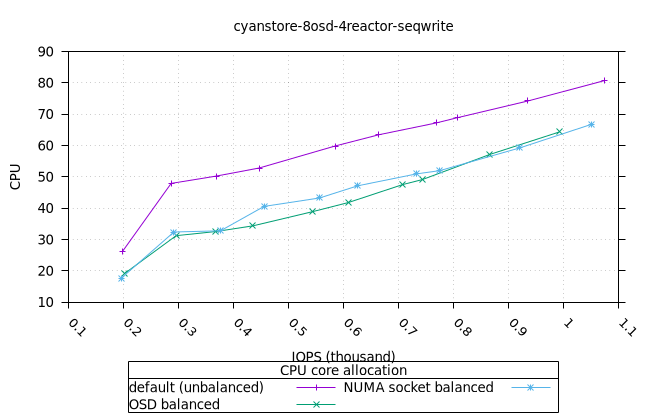 cyanstore-8osd-4reactor-seqwrite
90
80
70
60
50
40
30
20
10
CPU
0.1 0.2 0.3 0.4 0.5 0.6 0.7 0.8 0.9 1 1.1
IOPS (thousand)
CPU core allocation
default (unbalanced) NUMA socket balanced
OSD balanced